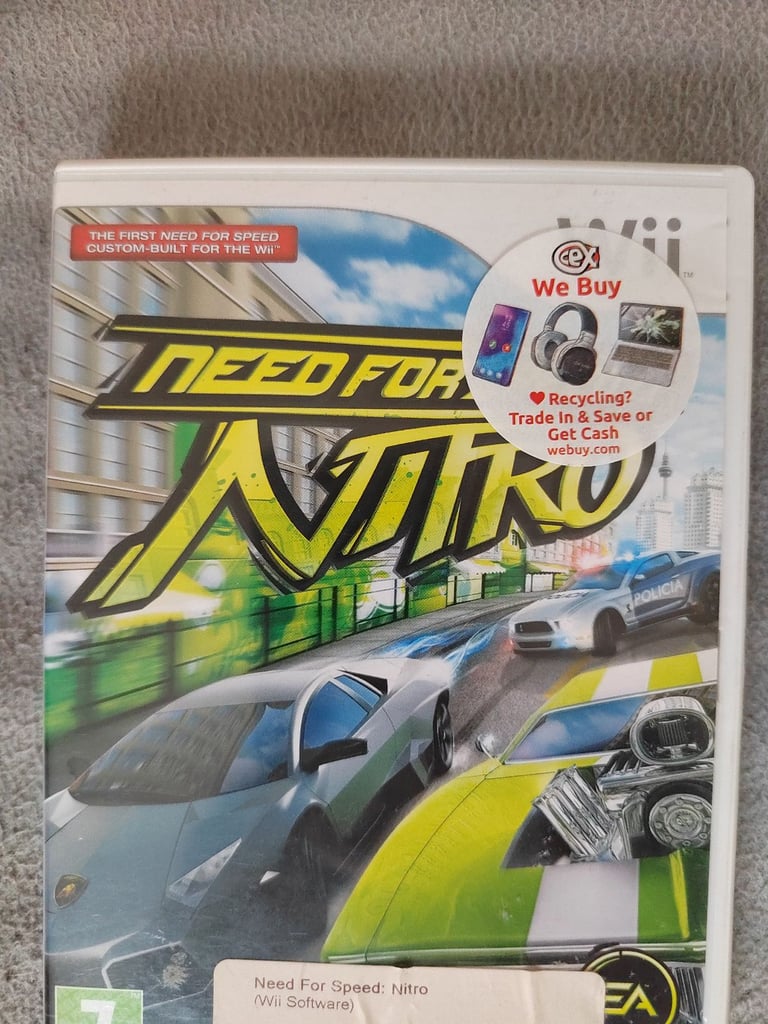 THE FIRST NEED FOR SPEED
CUSTOM-BUILT FOR THE Wii™
Wii™
cex
We Buy
Recycling?
Trade In & Save or
Get Cash
webuy.com
NEED FOR
NITRO
POLICIA
7
Need For Speed: Nitro
(Wii Software)
EA